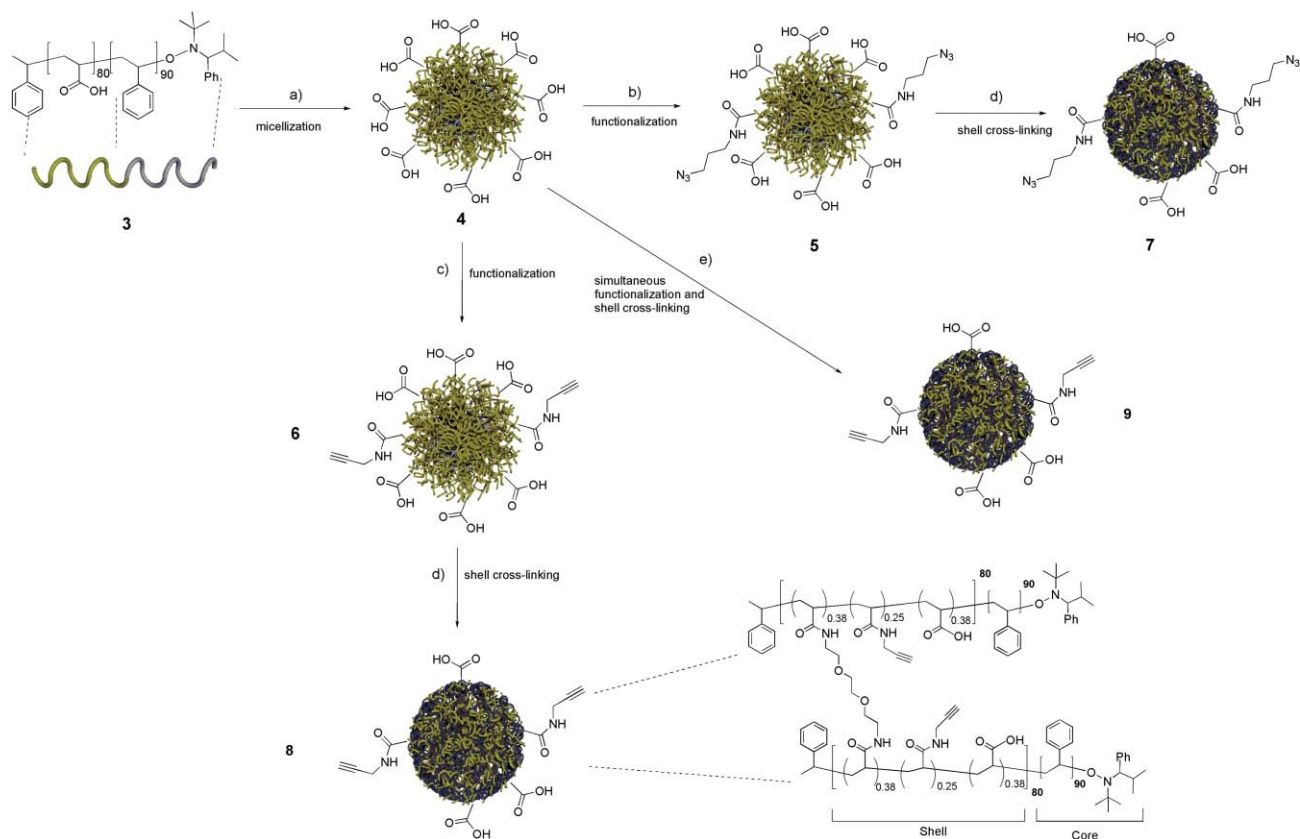 80
OH
O
90
O
N
Ph
3
a)
micellization
HO
O
HO
O
O
OH
HO
O
O
OH
HO
O
O
OH
O
OH
O
OH
4
b)
functionalization
HO
O
HO
O
O
OH
N3
NH
O
O
NH
N3
O
OH
O
OH
O
OH
5
d)
shell cross-linking
HO
O
N3
NH
O
O
NH
N3
O
OH
O
OH
7
c)
functionalization
e)
simultaneous
functionalization and
shell cross-linking
HO
O
HO
O
O
OH
NH
O
O
NH
O
OH
O
OH
O
OH
6
HO
O
NH
O
O
NH
O
OH
O
OH
9
d)
shell cross-linking
HO
O
NH
O
O
NH
O
OH
O
OH
8
80
90
0.38
0.25
0.38
O
NH
O
NH
O
OH
O
N
Ph
O
O
O
NH
O
NH
O
OH
0.38
0.25
0.38
80
90
O
N
Ph
Shell
Core